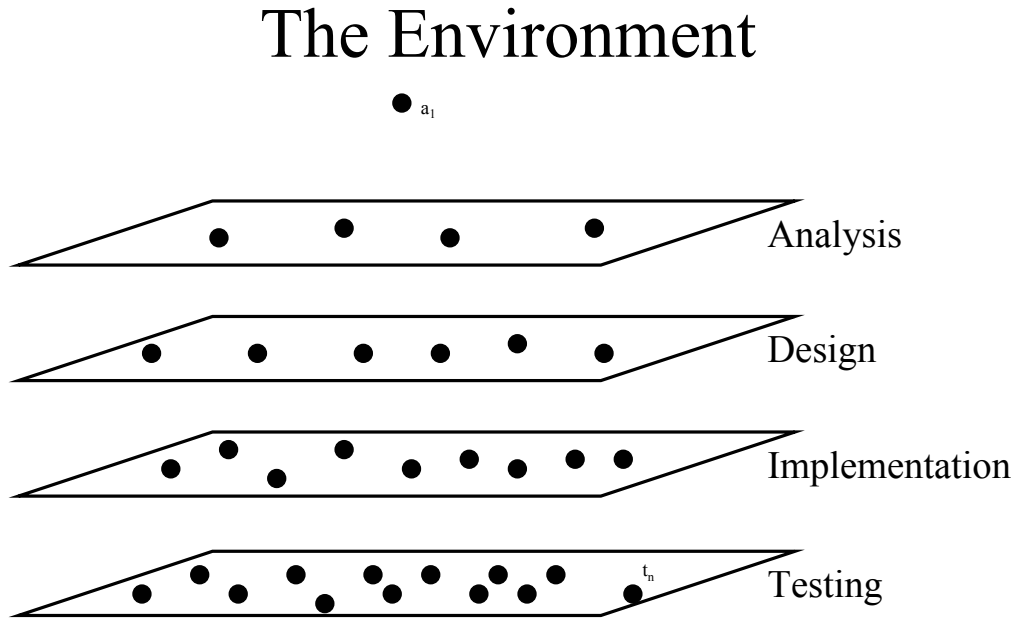 The Environment
a1
Analysis
Design
Implementation
tn
Testing